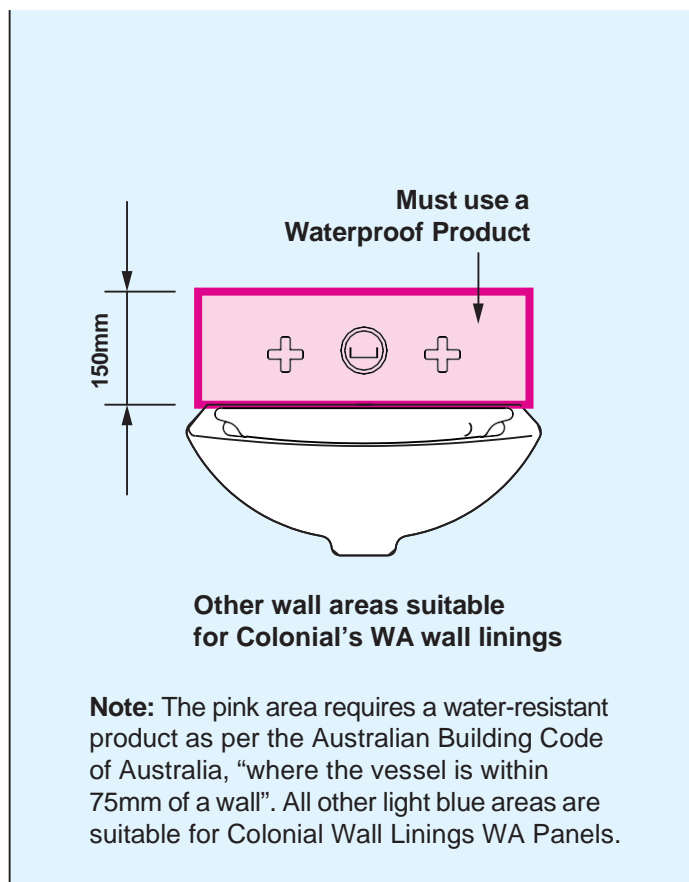 Must use a
Waterproof Product
150mm
Other wall areas suitable
for Colonial’s WA wall linings
Note: The pink area requires a water-resistant
product as per the Australian Building Code
of Australia, “where the vessel is within
75mm of a wall”. All other light blue areas are
suitable for Colonial Wall Linings WA Panels.